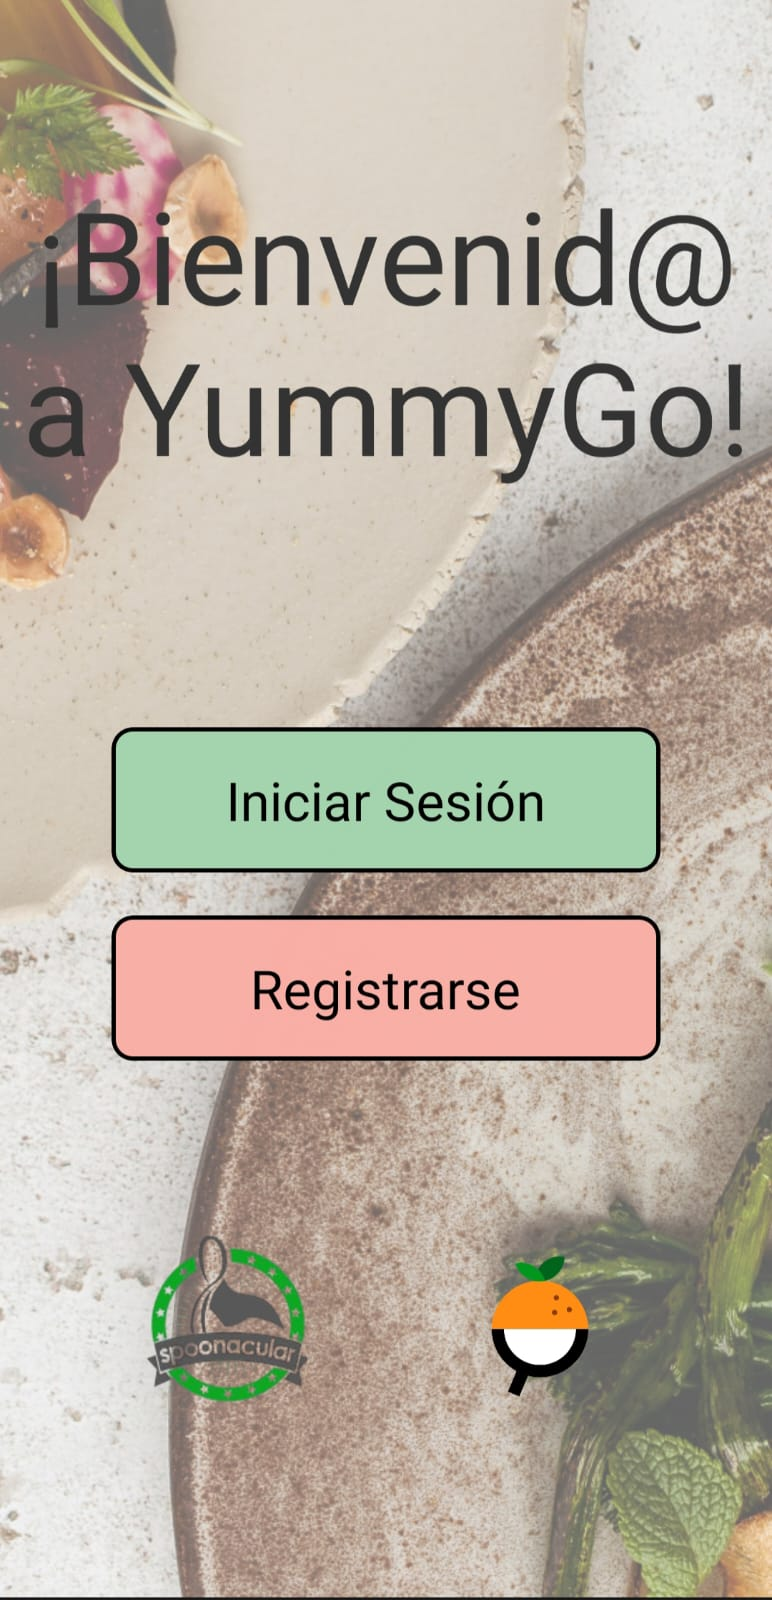 ¡Bienvenid@
a YummyGo!
Iniciar Sesión
Registrarse
spoonacular